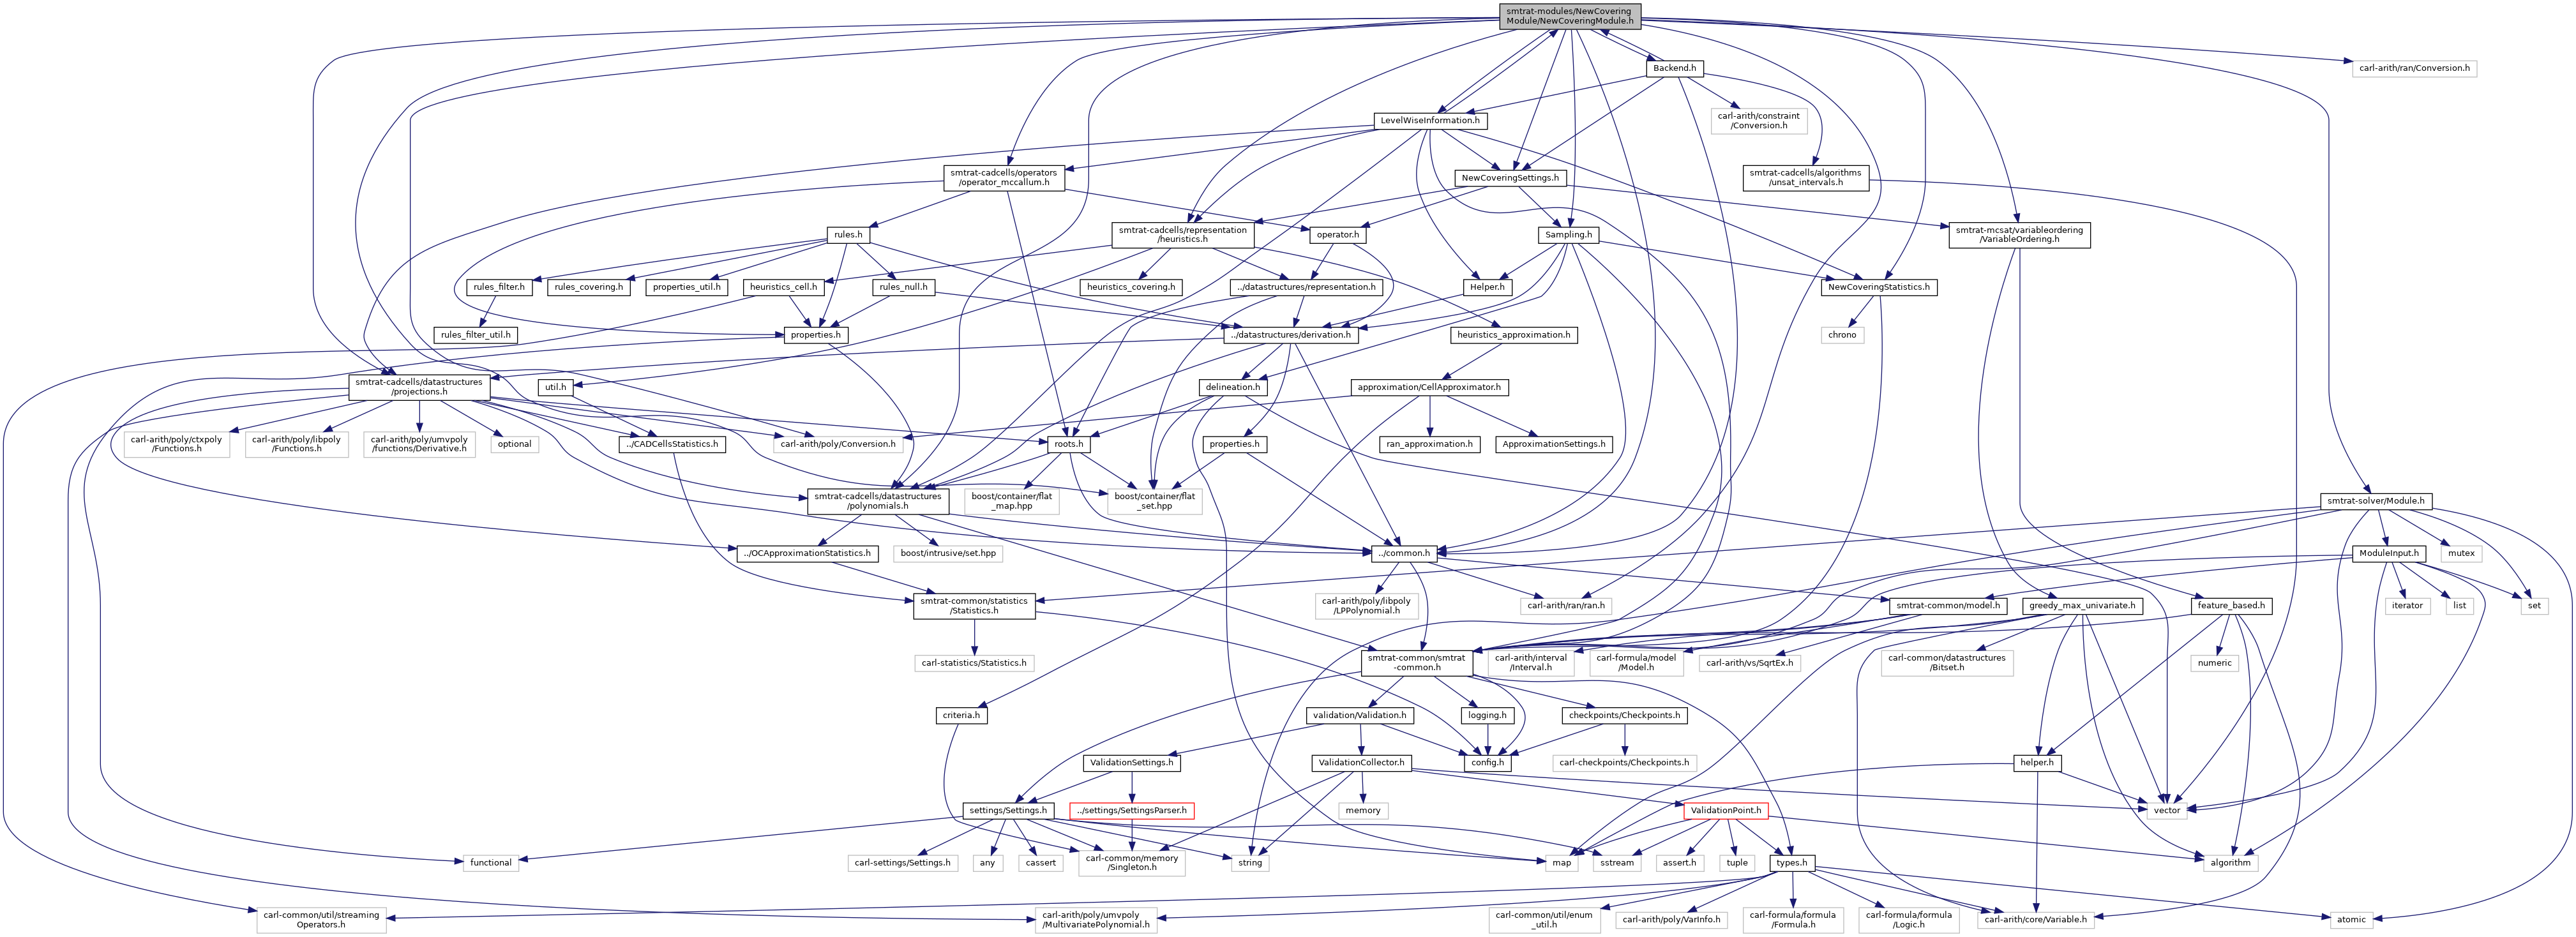 smtrat-modules/NewCovering
Module/NewCoveringModule.h
Backend.h
carl-arith/ran/Conversion.h
LevelWiseInformation.h
carl-arith/constraint
/Conversion.h
smtrat-cadcells/operators
/operator_mccallum.h
NewCoveringSettings.h
smtrat-cadcells/algorithms
/unsat_intervals.h
rules.h
smtrat-cadcells/representation
/heuristics.h
operator.h
Sampling.h
smtrat-mcsat/variableordering
/VariableOrdering.h
rules_filter.h
rules_covering.h
properties_util.h
heuristics_cell.h
rules_null.h
heuristics_covering.h
../datastructures/representation.h
Helper.h
NewCoveringStatistics.h
rules_filter_util.h
properties.h
../datastructures/derivation.h
heuristics_approximation.h
chrono
smtrat-cadcells/datastructures
/projections.h
util.h
delineation.h
approximation/CellApproximator.h
carl-arith/poly/ctxpoly
/Functions.h
carl-arith/poly/libpoly
/Functions.h
carl-arith/poly/umvpoly
/functions/Derivative.h
optional
../CADCellsStatistics.h
carl-arith/poly/Conversion.h
roots.h
properties.h
ran_approximation.h
ApproximationSettings.h
smtrat-cadcells/datastructures
/polynomials.h
boost/container/flat
_map.hpp
boost/container/flat
_set.hpp
smtrat-solver/Module.h
../OCApproximationStatistics.h
boost/intrusive/set.hpp
../common.h
ModuleInput.h
mutex
smtrat-common/statistics
/Statistics.h
carl-arith/poly/libpoly
/LPPolynomial.h
carl-arith/ran/ran.h
smtrat-common/model.h
greedy_max_univariate.h
feature_based.h
iterator
list
set
carl-statistics/Statistics.h
smtrat-common/smtrat
-common.h
carl-arith/interval
/Interval.h
carl-formula/model
/Model.h
carl-arith/vs/SqrtEx.h
carl-common/datastructures
/Bitset.h
numeric
criteria.h
validation/Validation.h
logging.h
checkpoints/Checkpoints.h
ValidationSettings.h
ValidationCollector.h
config.h
carl-checkpoints/Checkpoints.h
helper.h
settings/Settings.h
../settings/SettingsParser.h
memory
ValidationPoint.h
vector
functional
carl-settings/Settings.h
any
cassert
carl-common/memory
/Singleton.h
string
map
sstream
assert.h
tuple
types.h
algorithm
carl-common/util/streaming
Operators.h
carl-arith/poly/umvpoly
/MultivariatePolynomial.h
carl-common/util/enum
_util.h
carl-arith/poly/VarInfo.h
carl-formula/formula
/Formula.h
carl-formula/formula
/Logic.h
carl-arith/core/Variable.h
atomic